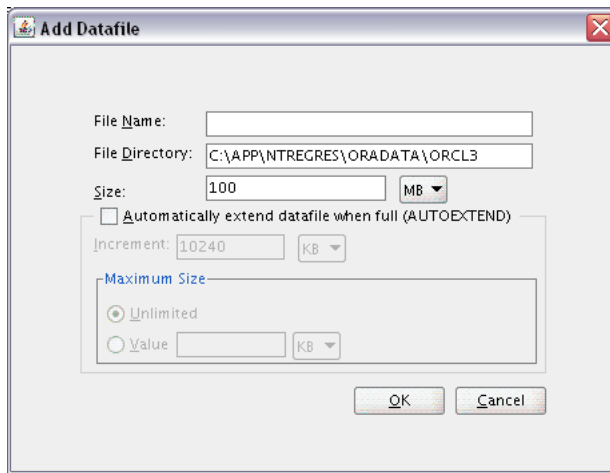 Add Datafile
File Name:
File Directory: C:\APP\NTREGRES\ORADATA\ORCL3
Size: 100 MB
Automatically extend datafile when full (AUTOEXTEND)
Increment: 10240 KB
Maximum Size
Unlimited
Value KB
OK Cancel